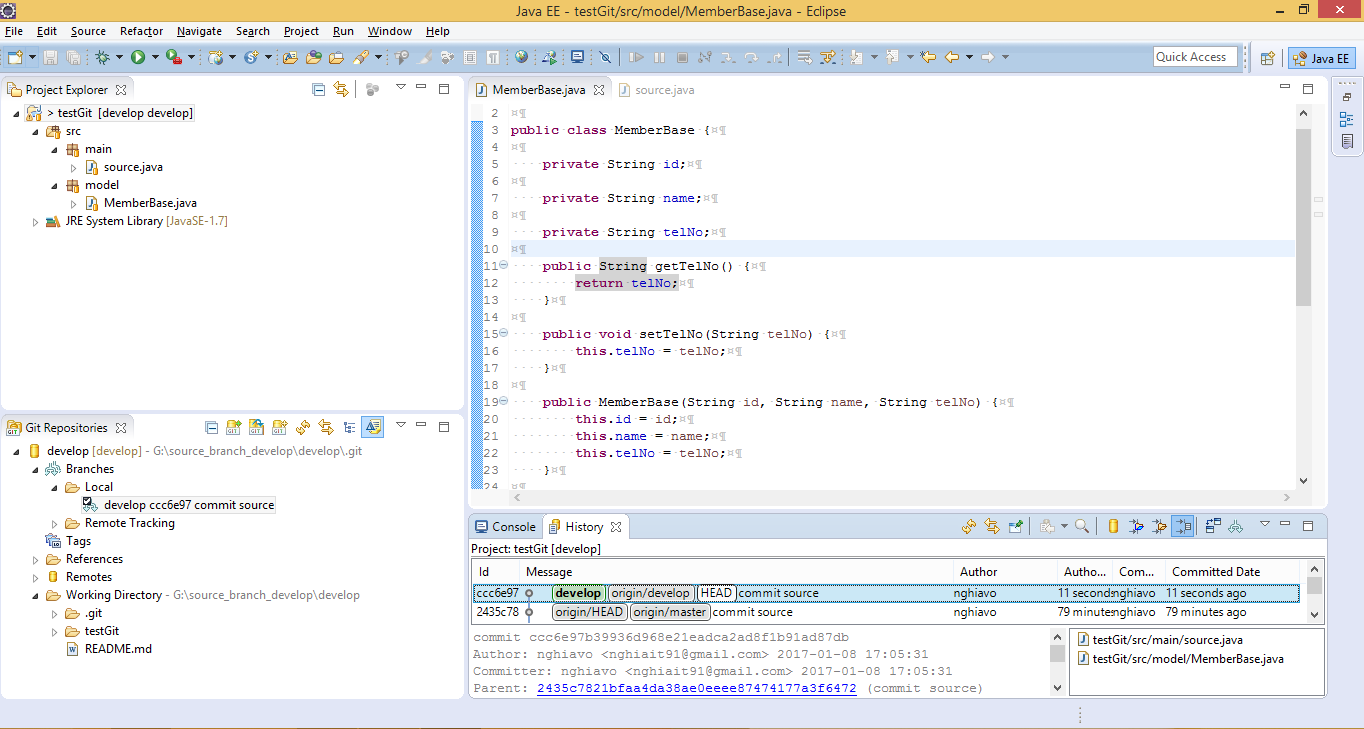 Java EE - testGit/src/model/MemberBase.java - Eclipse
File Edit Source Refactor Navigate Search Project Run Window Help
Quick Access
Java EE
Project Explorer
> testGit [develop develop]
src
main
source.java
model
MemberBase.java
JRE System Library [JavaSE-1.7]
Git Repositories
develop [develop] - G:\source_branch_develop\develop\.git
Branches
Local
develop ccc6e97 commit source
Remote Tracking
Tags
References
Remotes
Working Directory - G:\source_branch_develop\develop
.git
testGit
README.md
MemberBase.java source.java
2 ¤¶
3 public class MemberBase {¤¶
4 ¤¶
5 private String id;¤¶
6 ¤¶
7 private String name;¤¶
8 ¤¶
9 private String telNo;¤¶
10 ¤¶
11 public String getTelNo() {¤¶
12 return telNo;¤¶
13 }¤¶
14 ¤¶
15 public void setTelNo(String telNo) {¤¶
16 this.telNo = telNo;¤¶
17 }¤¶
18 ¤¶
19 public MemberBase(String id, String name, String telNo) {¤¶
20 this.id = id;¤¶
21 this.name = name;¤¶
22 this.telNo = telNo;¤¶
23 }¤¶
24 ¤¶
Console History
Project: testGit [develop]
Id Message Author Autho... Com... Committed Date
ccc6e97 develop origin/develop HEAD commit source nghiavo 11 seconds nghiavo 11 seconds ago
2435c78 origin/HEAD origin/master commit source nghiavo 79 minutes nghiavo 79 minutes ago
commit ccc6e97b39936d968e21eadca2ad8f1b91ad87db
Author: nghiavo <nghiait91@gmail.com> 2017-01-08 17:05:31
Committer: nghiavo <nghiait91@gmail.com> 2017-01-08 17:05:31
Parent: 2435c7821bfaa4da38ae0eeee87474177a3f6472 (commit source)
testGit/src/main/source.java
testGit/src/model/MemberBase.java